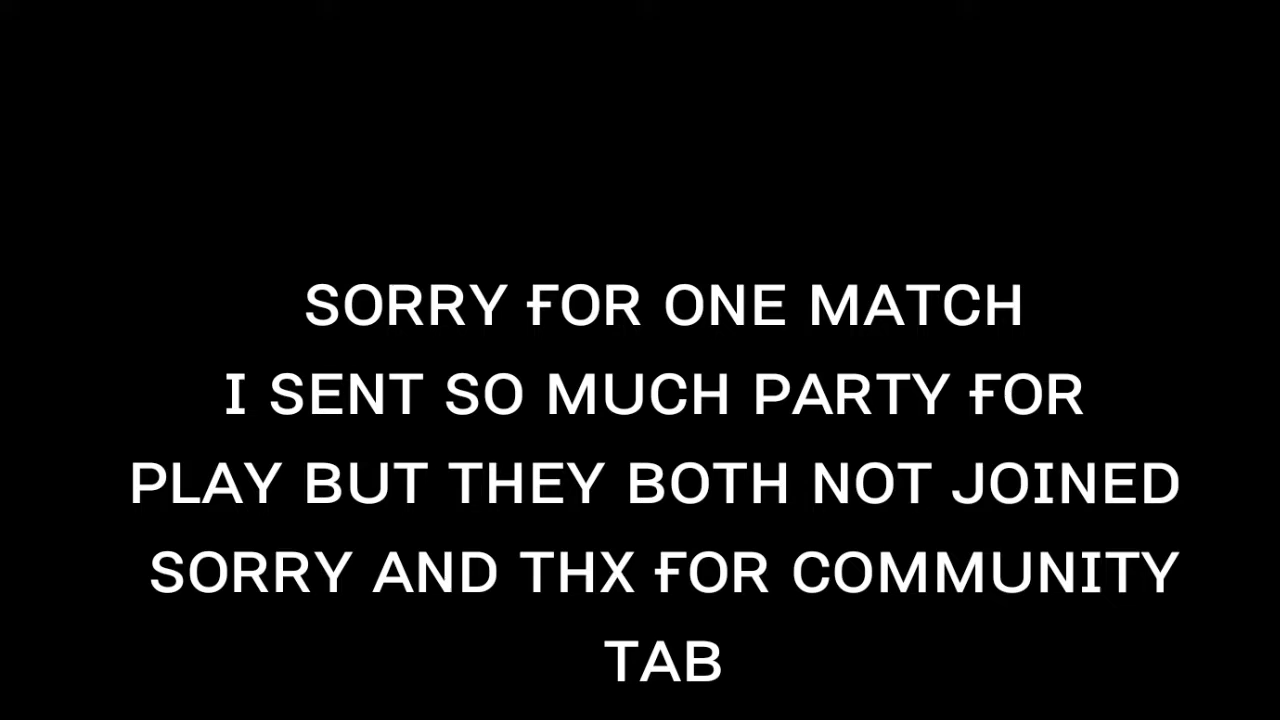 SORRY FOR ONE MATCH
I SENT SO MUCH PARTY FOR
PLAY BUT THEY BOTH NOT JOINED
SORRY AND THX FOR COMMUNITY
TAB